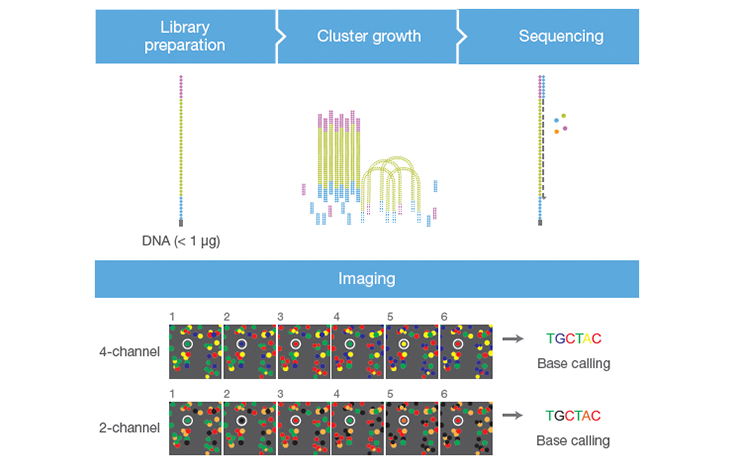 Library
preparation
Cluster growth
Sequencing
DNA (< 1 μg)
Imaging
1 2 3 4 5 6
4-channel
TGCTAC
Base calling
1 2 3 4 5 6
2-channel
TGCTAC
Base calling